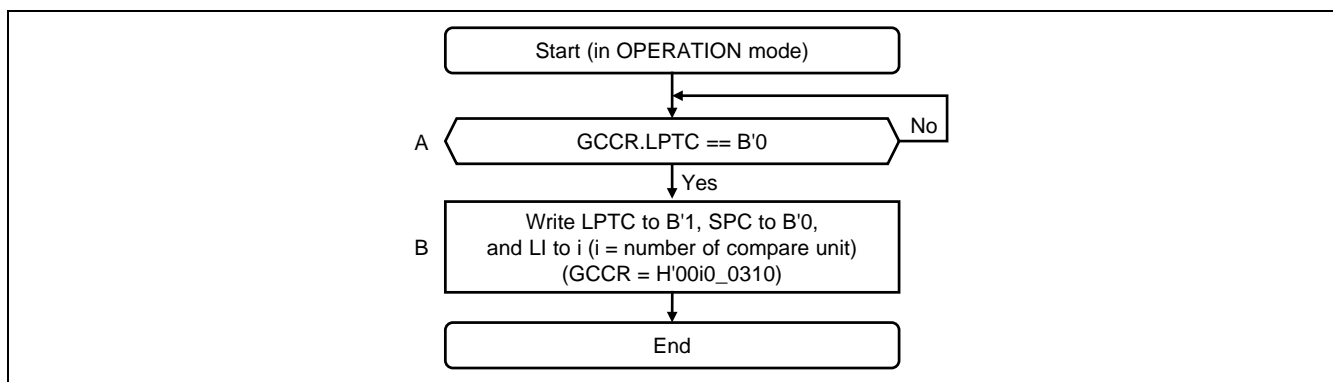 Start (in OPERATION mode)
No
A
GCCR.LPTC == B'0
Yes
B
Write LPTC to B'1, SPC to B'0,
and LI to i (i = number of compare unit)
(GCCR = H'00i0_0310)
End